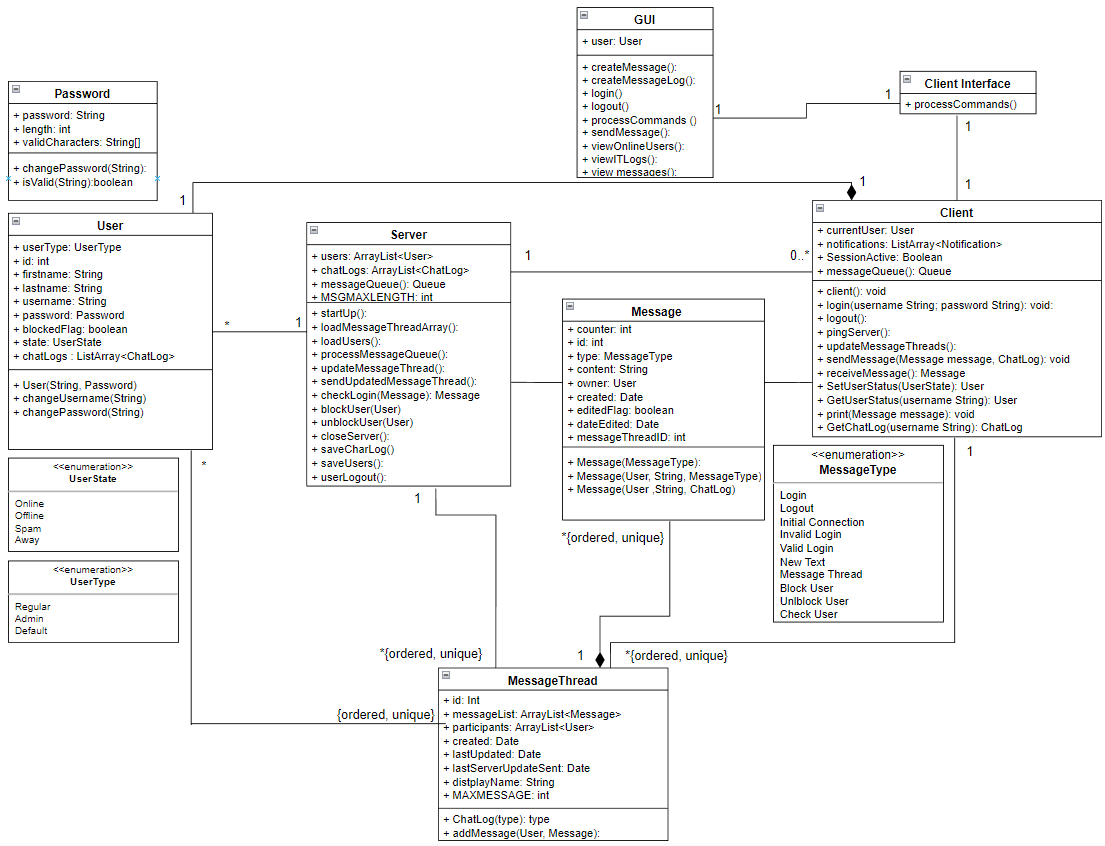 GUI
+ user: User
+ createMessage():
+ createMessageLog():
+ login()
+ logout()
+ processCommands ()
+ sendMessage():
+ viewOnlineUsers():
+ viewITLogs():
+ view messages():
Client Interface
+ processCommands()
1
1
1
1
Password
+ password: String
+ length: int
+ validCharacters: String[]
+ changePassword(String):
+ isValid(String):boolean
1
1
User
+ userType: UserType
+ id: int
+ firstname: String
+ lastname: String
+ username: String
+ password: Password
+ blockedFlag: boolean
+ state: UserState
+ chatLogs : ListArray<ChatLog>
+ User(String, Password)
+ changeUsername(String)
+ changePassword(String)
*
1
*
Server
+ users: ArrayList<User>
+ chatLogs: ArrayList<ChatLog>
+ messageQueue(): Queue
+ MSGMAXLENGTH: int
+ startUp():
+ loadMessageThreadArray():
+ loadUsers():
+ processMessageQueue():
+ updateMessageThread():
+ sendUpdatedMessageThread():
+ checkLogin(Message): Message
+ blockUser(User)
+ unblockUser(User)
+ closeServer():
+ saveCharLog()
+ saveUsers():
+ userLogout():
1
0..*
1
Message
+ counter: int
+ id: int
+ type: MessageType
+ content: String
+ owner: User
+ created: Date
+ editedFlag: boolean
+ dateEdited: Date
+ messageThreadID: int
+ Message(MessageType):
+ Message(User, String, MessageType)
+ Message(User ,String, ChatLog)
*{ordered, unique}
Client
+ currentUser: User
+ notifications: ListArray<Notification>
+ SessionActive: Boolean
+ messageQueue(): Queue
+ client(): void
+ login(username String; password String): void:
+ logout():
+ pingServer():
+ updateMessageThreads():
+ sendMessage(Message message, ChatLog): void
+ receiveMessage(): Message
+ SetUserStatus(UserState): User
+ GetUserStatus(username String): User
+ print(Message message): void
+ GetChatLog(username String): ChatLog
1
<<enumeration>>
MessageType
Login
Logout
Initial Connection
Invalid Login
Valid Login
New Text
Message Thread
Block User
Unlblock User
Check User
<<enumeration>>
UserState
Online
Offline
Spam
Away
<<enumeration>>
UserType
Regular
Admin
Default
*{ordered, unique}
1
*{ordered, unique}
{ordered, unique}
MessageThread
+ id: Int
+ messageList: ArrayList<Message>
+ participants: ArrayList<User>
+ created: Date
+ lastUpdated: Date
+ lastServerUpdateSent: Date
+ distplayName: String
+ MAXMESSAGE: int
+ ChatLog(type): type
+ addMessage(User, Message):